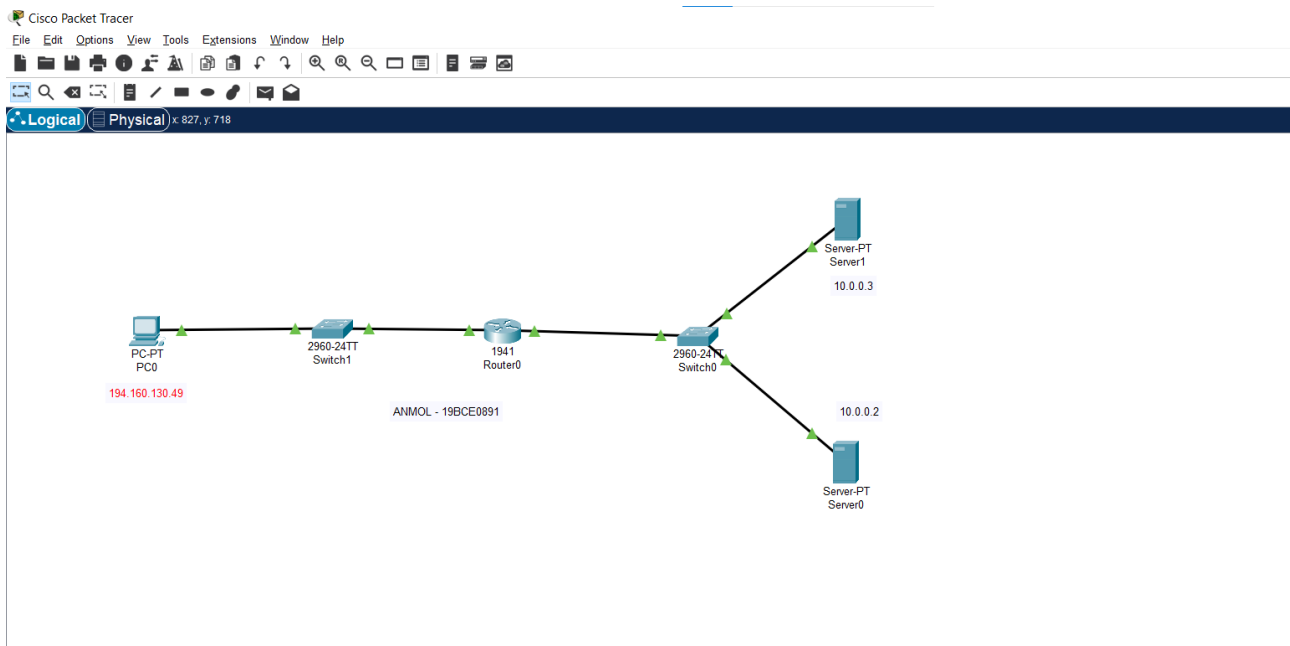 Cisco Packet Tracer
File Edit Options View Tools Extensions Window Help
Logical Physical x: 827, y: 718
Server-PT
Server1
10.0.0.3
PC-PT
PC0
194.160.130.49
2960-24TT
Switch1
1941
Router0
ANMOL - 19BCE0891
2960-24TT
Switch0
10.0.0.2
Server-PT
Server0